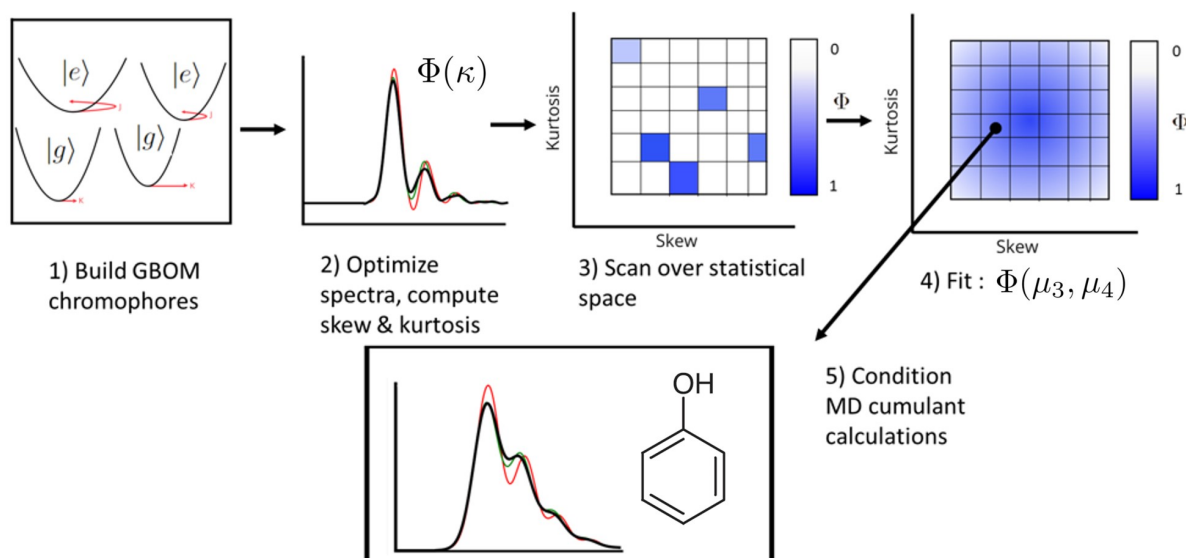 |e⟩
|e⟩
J
J
|g⟩
|g⟩
K
K
1) Build GBOM
chromophores
Φ(κ)
2) Optimize
spectra, compute
skew & kurtosis
Kurtosis
Skew
0
Φ
1
3) Scan over statistical
space
Kurtosis
Skew
0
Φ
1
4) Fit : Φ(μ₃, μ₄)
5) Condition
MD cumulant
calculations
OH